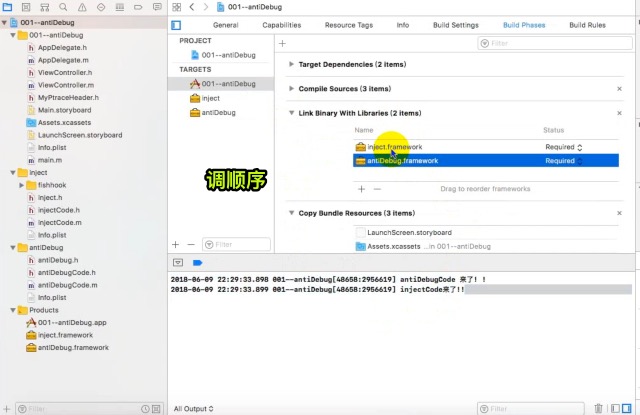 001--antiDebug
001--antiDebug
General
Capabilities
Resource Tags
Info
Build Settings
Build Phases
Build Rules
001--antiDebug
AppDelegate.h
AppDelegate.m
ViewController.h
ViewController.m
MyPtraceHeader.h
Main.storyboard
Assets.xcassets
LaunchScreen.storyboard
Info.plist
main.m
inject
fishhook
inject.h
injectCode.h
injectCode.m
Info.plist
antiDebug
antiDebug.h
antiDebugCode.h
antiDebugCode.m
Info.plist
Products
001--antiDebug.app
inject.framework
antiDebug.framework
Filter
PROJECT
001--antiDebug
TARGETS
001--antiDebug
inject
antiDebug
调顺序
Filter
Filter
Target Dependencies (2 items)
Compile Sources (3 items)
Link Binary With Libraries (2 items)
Name Status
inject.framework Required
antiDebug.framework Required
Drag to reorder frameworks
Copy Bundle Resources (3 items)
LaunchScreen.storyboard
Assets.xcassets ...in 001--antiDebug
2018-06-09 22:29:33.898 001--antiDebug[48658:2956619] antiDebugCode 来了！！
2018-06-09 22:29:33.899 001--antiDebug[48658:2956619] injectCode来了!!
All Output
Filter